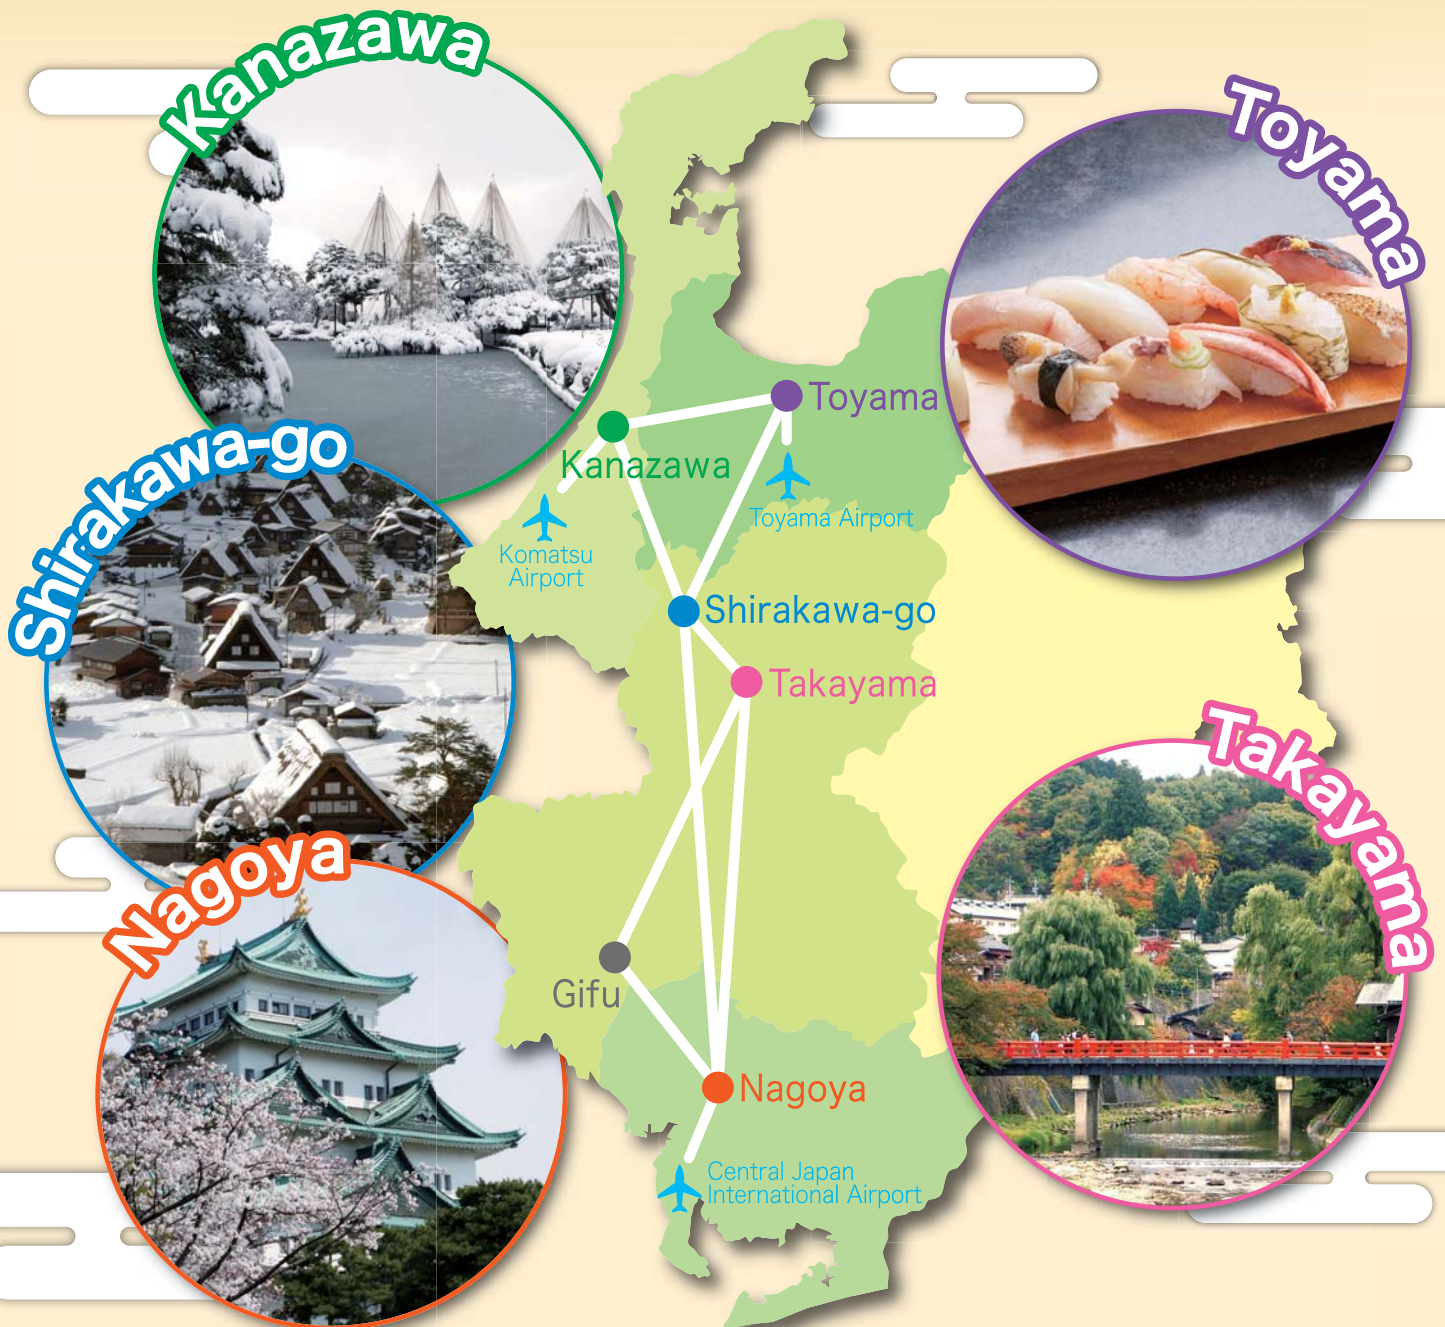 Kanazawa
Toyama
Toyama
Kanazawa
Shirakawa-go
Toyama Airport
Komatsu
Airport
Shirakawa-go
Takayama
Takayama
Nagoya
Gifu
Nagoya
Central Japan
International Airport